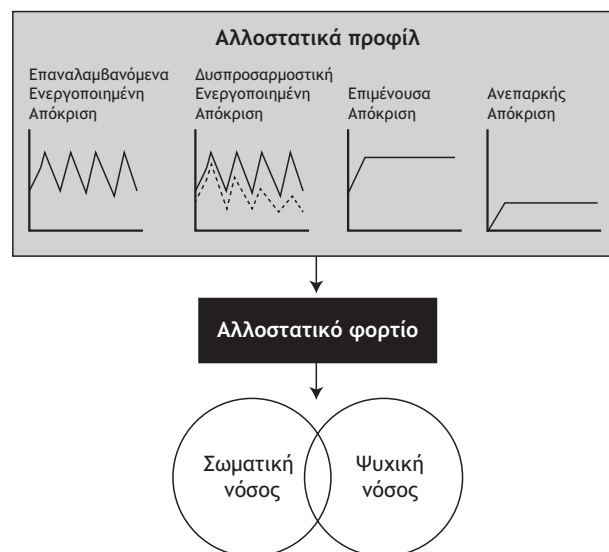 Αλλοστατικά προφίλ
Επαναλαμβανόμενα
Ενεργοποιημένη
Απόκριση
Δυσπροσαρμοστική
Ενεργοποιημένη
Απόκριση
Επιμένουσα
Απόκριση
Ανεπαρκής
Απόκριση
Αλλοστατικό φορτίο
Σωματική
νόσος
Ψυχική
νόσος